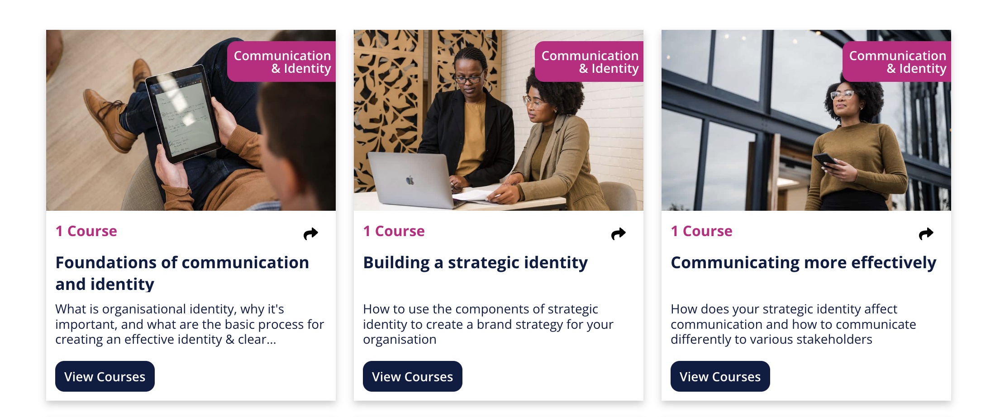 Communication
& Identity
1 Course
Foundations of communication
and identity
What is organisational identity, why it's
important, and what are the basic process for
creating an effective identity & clear...
View Courses
Communication
& Identity
1 Course
Building a strategic identity
How to use the components of strategic
identity to create a brand strategy for your
organisation
View Courses
Communication
& Identity
1 Course
Communicating more effectively
How does your strategic identity affect
communication and how to communicate
differently to various stakeholders
View Courses